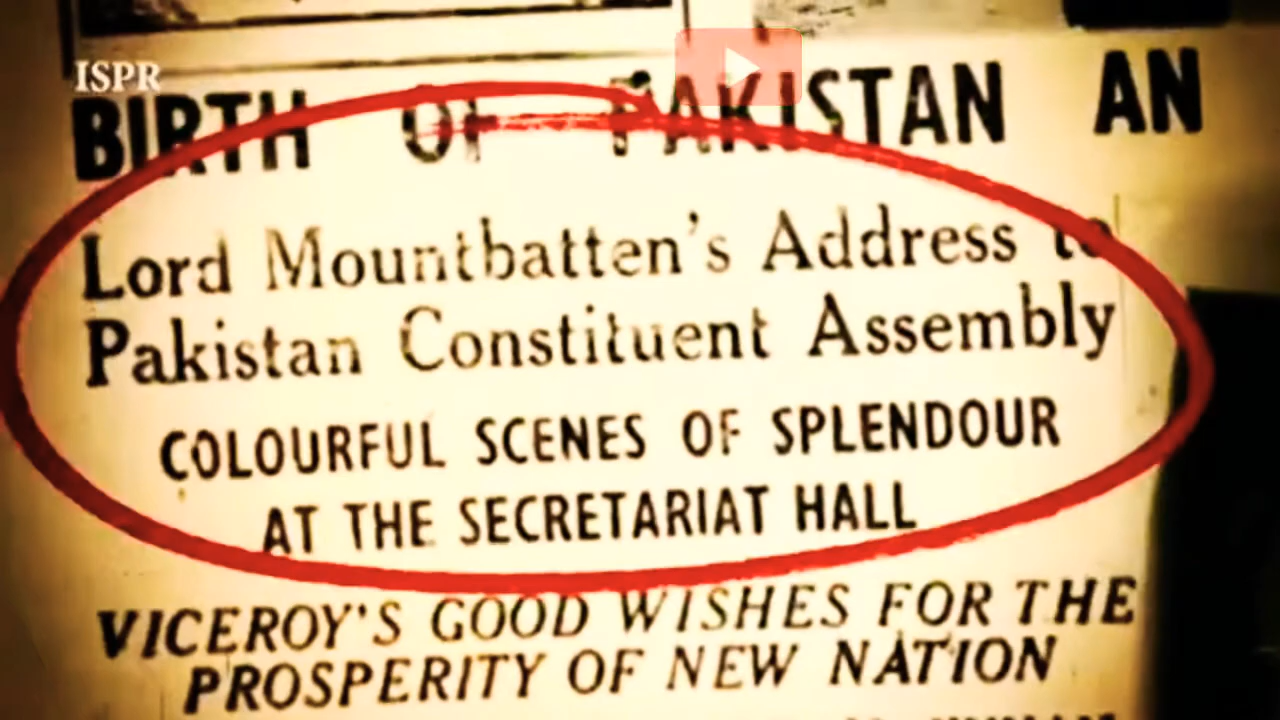 ISPR
BIRTH OF PAKISTAN AN
Lord Mountbatten's Address to
Pakistan Constituent Assembly
COLOURFUL SCENES OF SPLENDOUR
AT THE SECRETARIAT HALL
VICEROY'S GOOD WISHES FOR THE
PROSPERITY OF NEW NATION